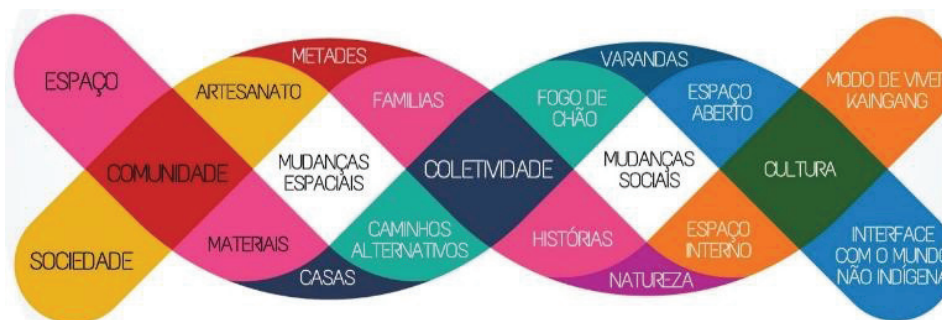 ESPAÇO
SOCIEDADE
COMUNIDADE
ARTESANATO
METADES
FAMILIAS
MUDANÇAS
ESPACIAIS
MATERIAIS
CASAS
CAMINHOS
ALTERNATIVOS
COLETIVIDADE
FOGO DE
CHÃO
VARANDAS
ESPAÇO
ABERTO
MUDANÇAS
SOCIAIS
HISTÓRIAS
NATUREZA
ESPAÇO
INTERNO
CULTURA
MODO DE VIVER
KAINGANG
INTERFACE
COM O MUNDO
NÃO INDÍGENA